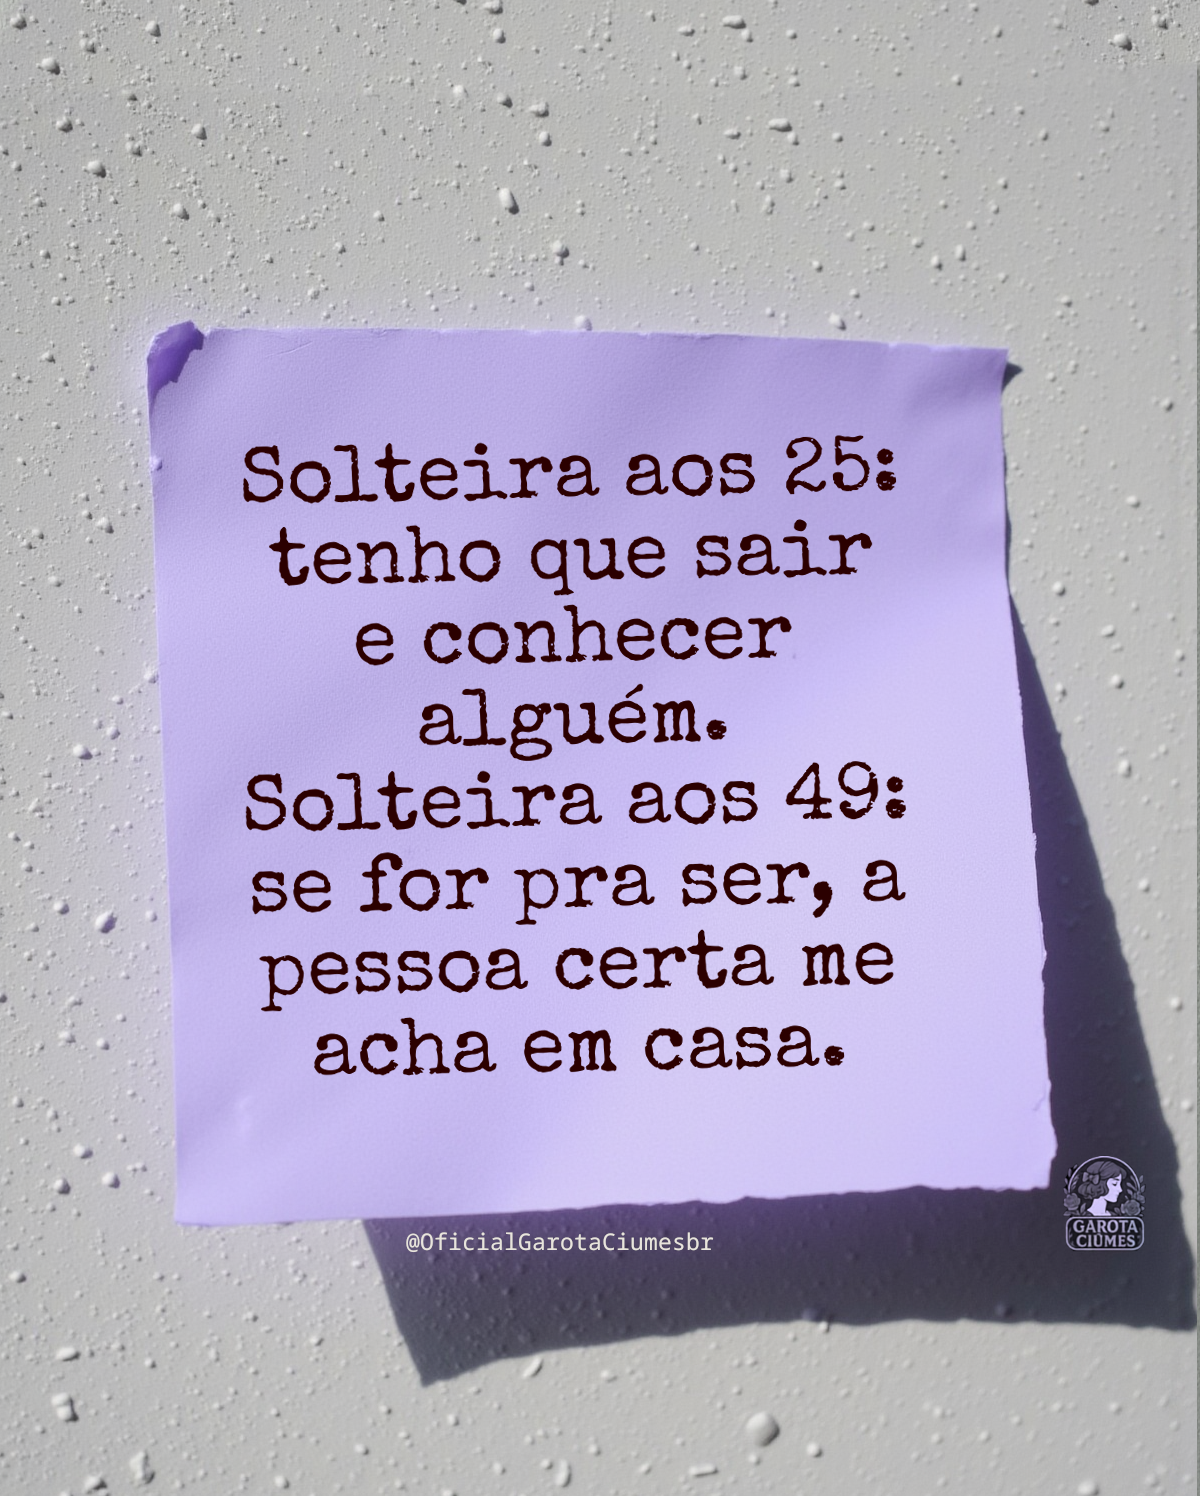 Solteira aos 25:
tenho que sair
e conhecer
alguém.
Solteira aos 49:
se for pra ser, a
pessoa certa me
acha em casa.
@OficialGarotaCiumesbr
GAROTA
CIÚMES